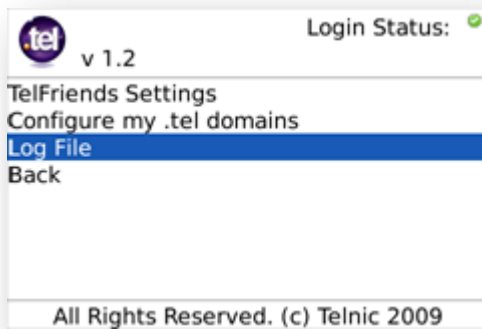 .tel
Login Status:
v 1.2
TelFriends Settings
Configure my .tel domains
Log File
Back
All Rights Reserved. (c) Telnic 2009